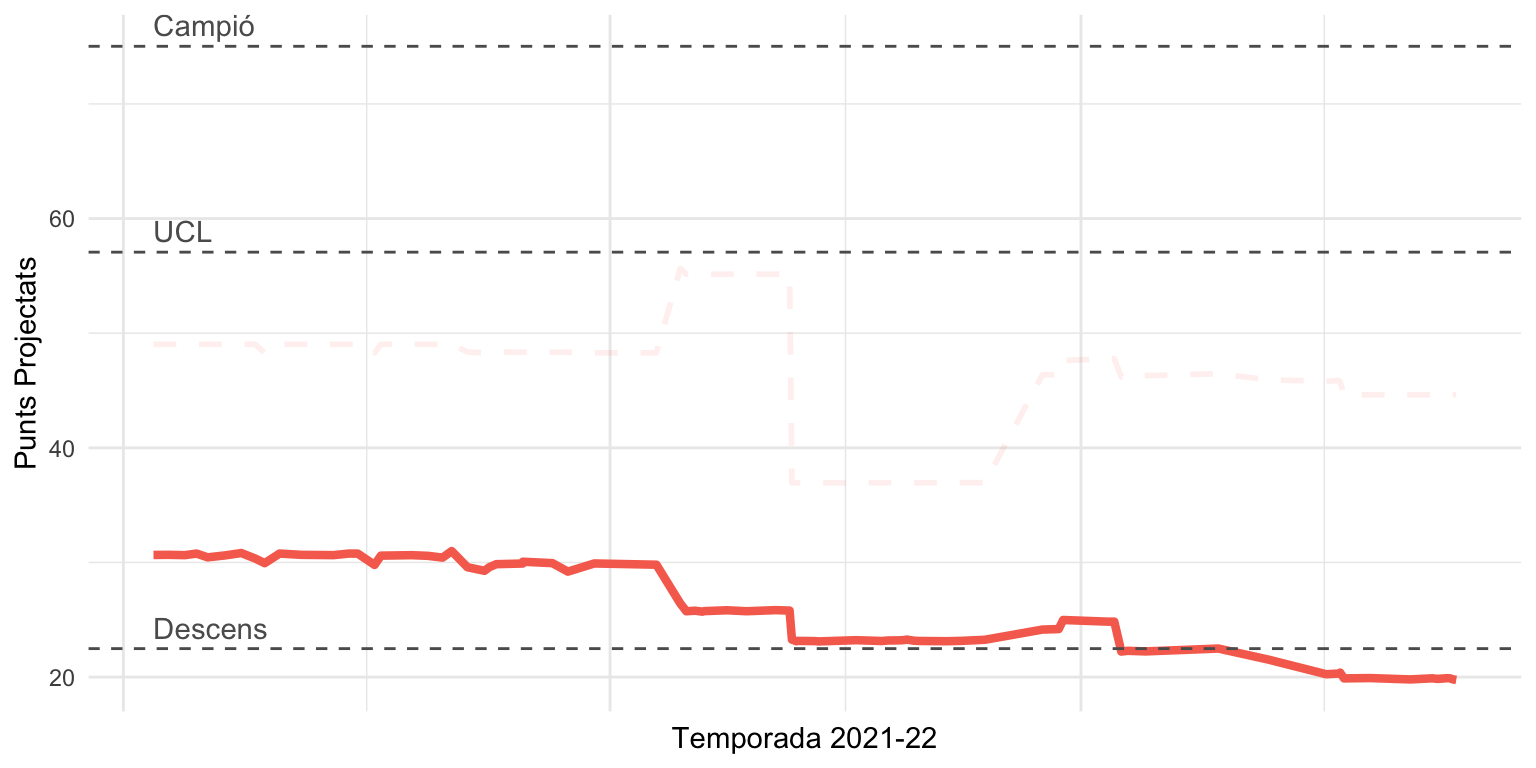 Campió
60
UCL
Punts Projectats
40
Descens
20
Temporada 2021-22